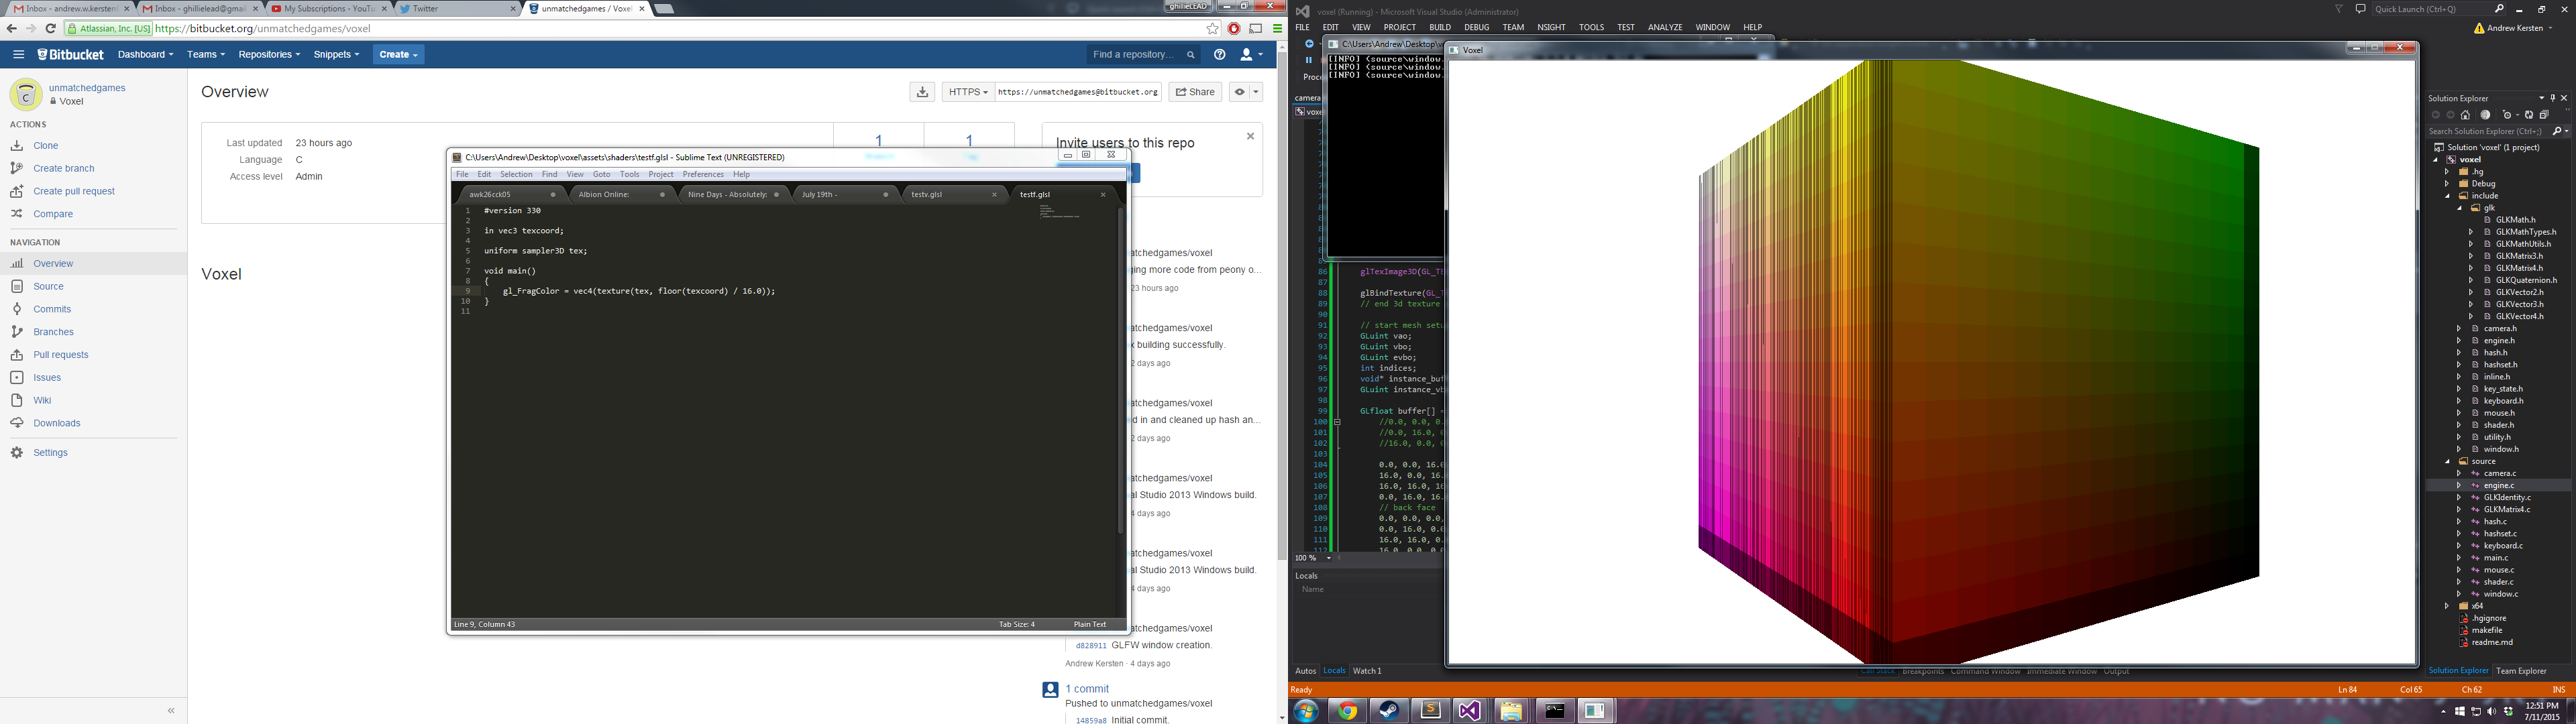 Inbox - andrew.w.kersten
Inbox - ghillielead@gmail
My Subscriptions - YouTu
Twitter
unmatchedgames / Voxel
ghillieLEAD
Atlassian, Inc. [US]
https://bitbucket.org/unmatchedgames/voxel
Bitbucket
Dashboard
Teams
Repositories
Snippets
Create
Find a repository...
unmatchedgames
Voxel
ACTIONS
Clone
Create branch
Create pull request
Compare
NAVIGATION
Overview
Source
Commits
Branches
Pull requests
Issues
Wiki
Downloads
Settings
Overview
HTTPS
https://unmatchedgames@bitbucket.org
Share
Last updated 23 hours ago
Language C
Access level Admin
1
1
Invite users to this repo
Voxel
atchedgames/voxel
ging more code from peony o...
23 hours ago
atchedgames/voxel
x building successfully.
2 days ago
atchedgames/voxel
d in and cleaned up hash an...
2 days ago
atchedgames/voxel
al Studio 2013 Windows build.
4 days ago
atchedgames/voxel
al Studio 2013 Windows build.
4 days ago
atchedgames/voxel
d828911 GLFW window creation.
Andrew Kersten · 4 days ago
1 commit
Pushed to unmatchedgames/voxel
14859a8 Initial commit.
C:\Users\Andrew\Desktop\voxel\assets\shaders\testf.glsl - Sublime Text (UNREGISTERED)
File Edit Selection Find View Goto Tools Project Preferences Help
awk26cck05
Albion Online:
Nine Days - Absolutely:
July 19th -
testv.glsl
testf.glsl
1 #version 330
2
3 in vec3 texcoord;
4
5 uniform sampler3D tex;
6
7 void main()
8 {
9 gl_FragColor = vec4(texture(tex, floor(texcoord) / 16.0));
10 }
11
Line 9, Column 43
Tab Size: 4
Plain Text
voxel (Running) - Microsoft Visual Studio (Administrator)
Quick Launch (Ctrl+Q)
FILE EDIT VIEW PROJECT BUILD DEBUG TEAM NSIGHT TOOLS TEST ANALYZE WINDOW HELP
Andrew Kersten
C:\Users\Andrew\Desktop\v
[INFO] (source\window.
[INFO] (source\window.
[INFO] (source\window.
Voxel
Proce
camera
voxe
86 glTexImage3D(GL_TE
87
88 glBindTexture(GL_T
89 // end 3d texture
90
91 // start mesh setu
92 GLuint vao;
93 GLuint vbo;
94 GLuint evbo;
95 int indices;
96 void* instance_buf
97 GLuint instance_vb
98
99 GLfloat buffer[] =
100 //0.0, 0.0, 0.
101 //0.0, 16.0, 0
102 //16.0, 0.0, 0
103
104 0.0, 0.0, 16.0
105 16.0, 0.0, 16.
106 16.0, 16.0, 16
107 0.0, 16.0, 16.
108 // back face
109 0.0, 0.0, 0.0,
110 0.0, 16.0, 0.0
111 16.0, 16.0, 0.
112 16.0, 0.0, 0.0
100 %
Locals
Name
Autos Locals Watch 1
Call Stack Breakpoints Command Window Immediate Window Output
Solution Explorer
Search Solution Explorer (Ctrl+;)
Solution 'voxel' (1 project)
voxel
.hg
Debug
include
glk
GLKMath.h
GLKMathTypes.h
GLKMathUtils.h
GLKMatrix3.h
GLKMatrix4.h
GLKQuaternion.h
GLKVector2.h
GLKVector3.h
GLKVector4.h
camera.h
engine.h
hash.h
hashset.h
inline.h
key_state.h
keyboard.h
mouse.h
shader.h
utility.h
window.h
source
camera.c
engine.c
GLKIdentity.c
GLKMatrix4.c
hash.c
hashset.c
keyboard.c
main.c
mouse.c
shader.c
window.c
x64
.hgignore
makefile
readme.md
Solution Explorer Team Explorer
Ready
Ln 84
Col 65
Ch 62
INS
12:51 PM
7/11/2015